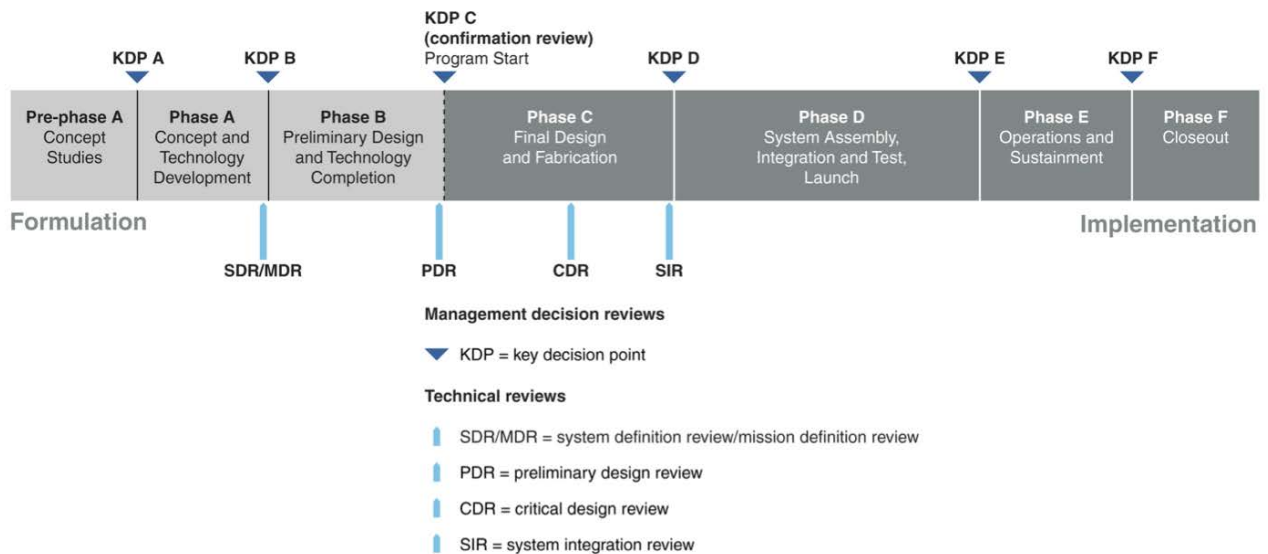 KDP C
(confirmation review)
Program Start
KDP A
KDP B
KDP D
KDP E
KDP F
Pre-phase A
Concept
Studies
Phase A
Concept and
Technology
Development
Phase B
Preliminary Design
and Technology
Completion
Phase C
Final Design
and Fabrication
Phase D
System Assembly,
Integration and Test,
Launch
Phase E
Operations and
Sustainment
Phase F
Closeout
Formulation
Implementation
SDR/MDR
PDR
CDR
SIR
Management decision reviews
KDP = key decision point
Technical reviews
SDR/MDR = system definition review/mission definition review
PDR = preliminary design review
CDR = critical design review
SIR = system integration review